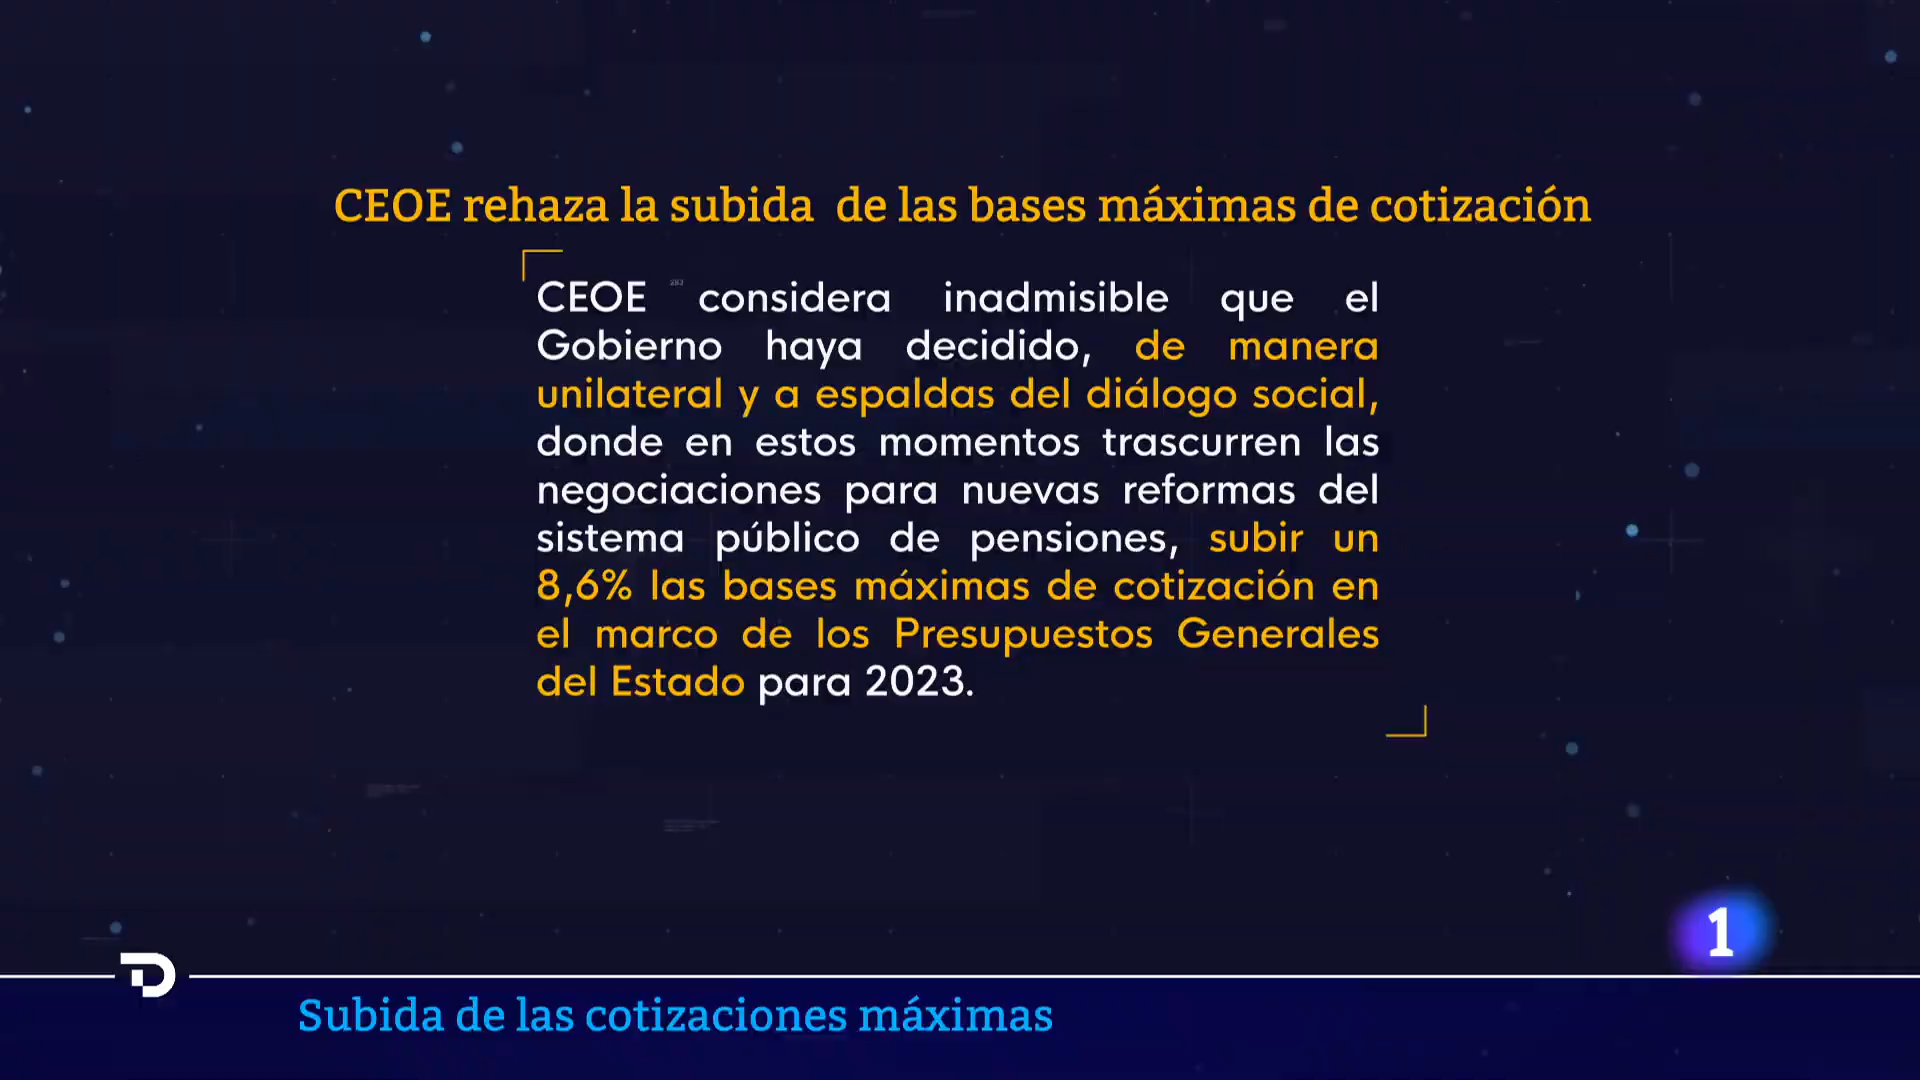 CEOE rehaza la subida de las bases máximas de cotización
CEOE considera inadmisible que el
Gobierno haya decidido, de manera
unilateral y a espaldas del diálogo social,
donde en estos momentos trascurren las
negociaciones para nuevas reformas del
sistema público de pensiones, subir un
8,6% las bases máximas de cotización en
el marco de los Presupuestos Generales
del Estado para 2023.
1
Subida de las cotizaciones máximas